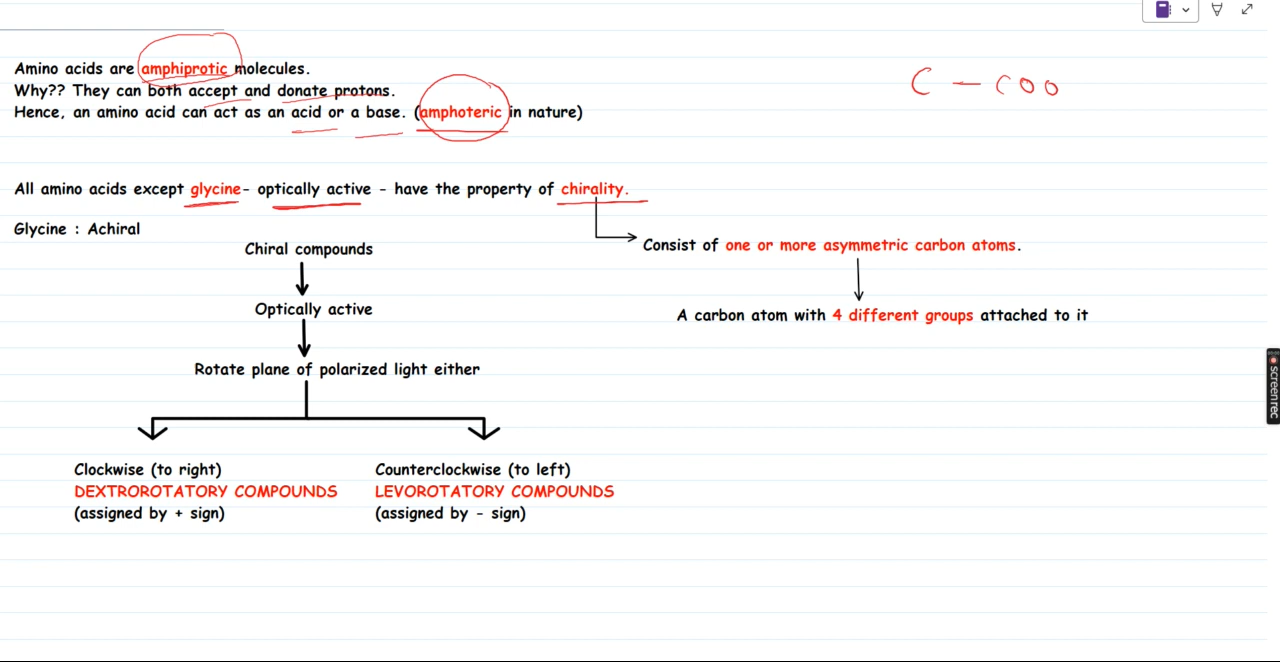 C — COO
Amino acids are amphiprotic molecules.
Why?? They can both accept and donate protons.
Hence, an amino acid can act as an acid or a base. (amphoteric in nature)
All amino acids except glycine- optically active - have the property of chirality.
Glycine : Achiral
Consist of one or more asymmetric carbon atoms.
A carbon atom with 4 different groups attached to it
Chiral compounds
Optically active
Rotate plane of polarized light either
Clockwise (to right)
DEXTROROTATORY COMPOUNDS
(assigned by + sign)
Counterclockwise (to left)
LEVOROTATORY COMPOUNDS
(assigned by - sign)
screenrec